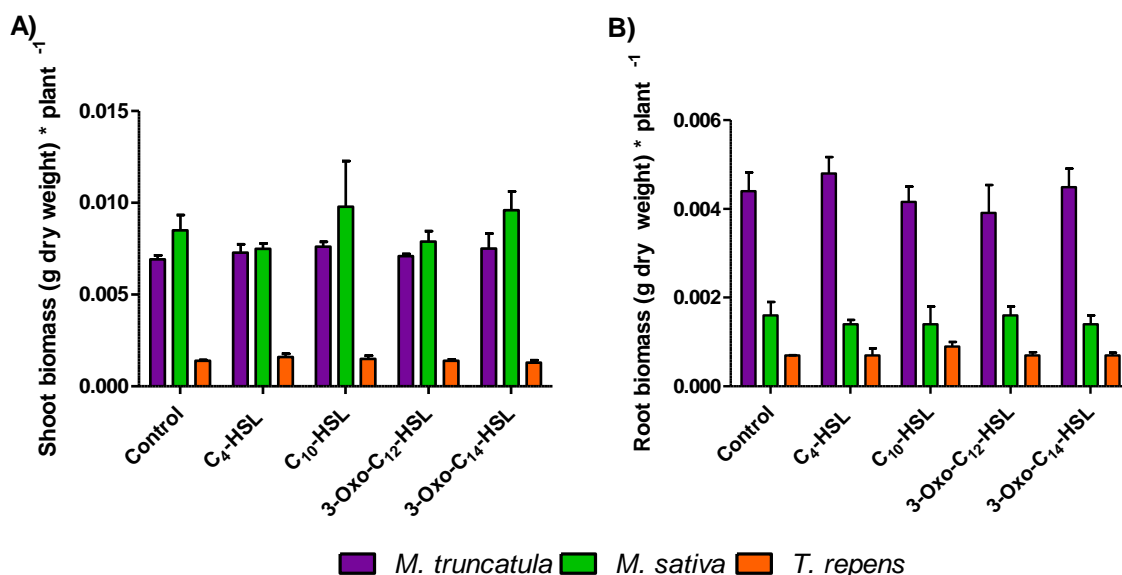 A)
Shoot biomass (g dry weight) * plant -1
0.015
0.010
0.005
0.000
Control
C4-HSL
C10-HSL
3-Oxo-C12-HSL
3-Oxo-C14-HSL
B)
Root biomass (g dry weight) * plant -1
0.006
0.004
0.002
0.000
Control
C4-HSL
C10-HSL
3-Oxo-C12-HSL
3-Oxo-C14-HSL
M. truncatula M. sativa T. repens